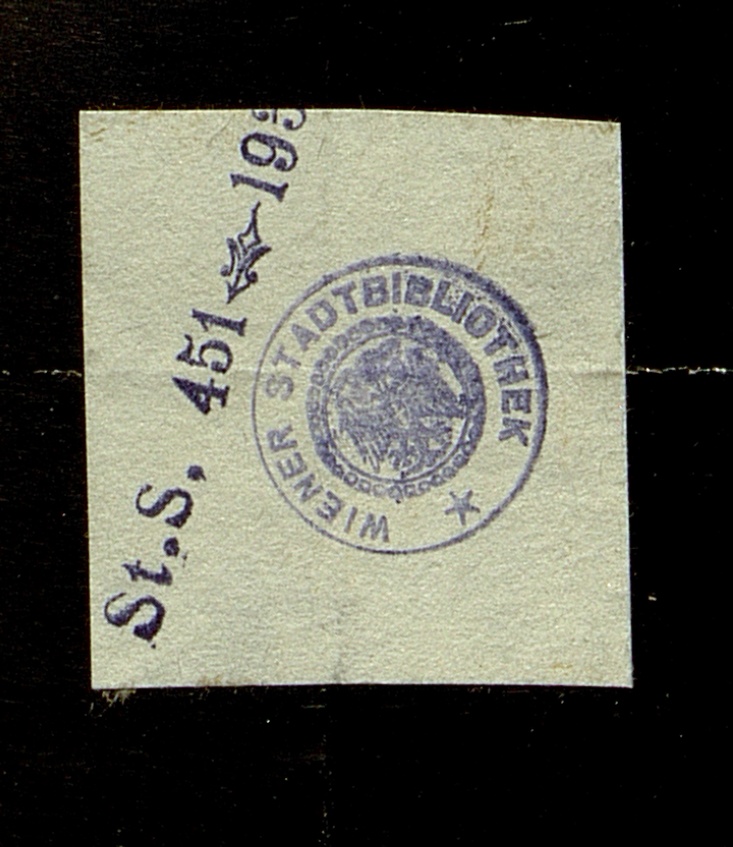 St. S. 451 195
WIENER STADTBIBLIOTHEK